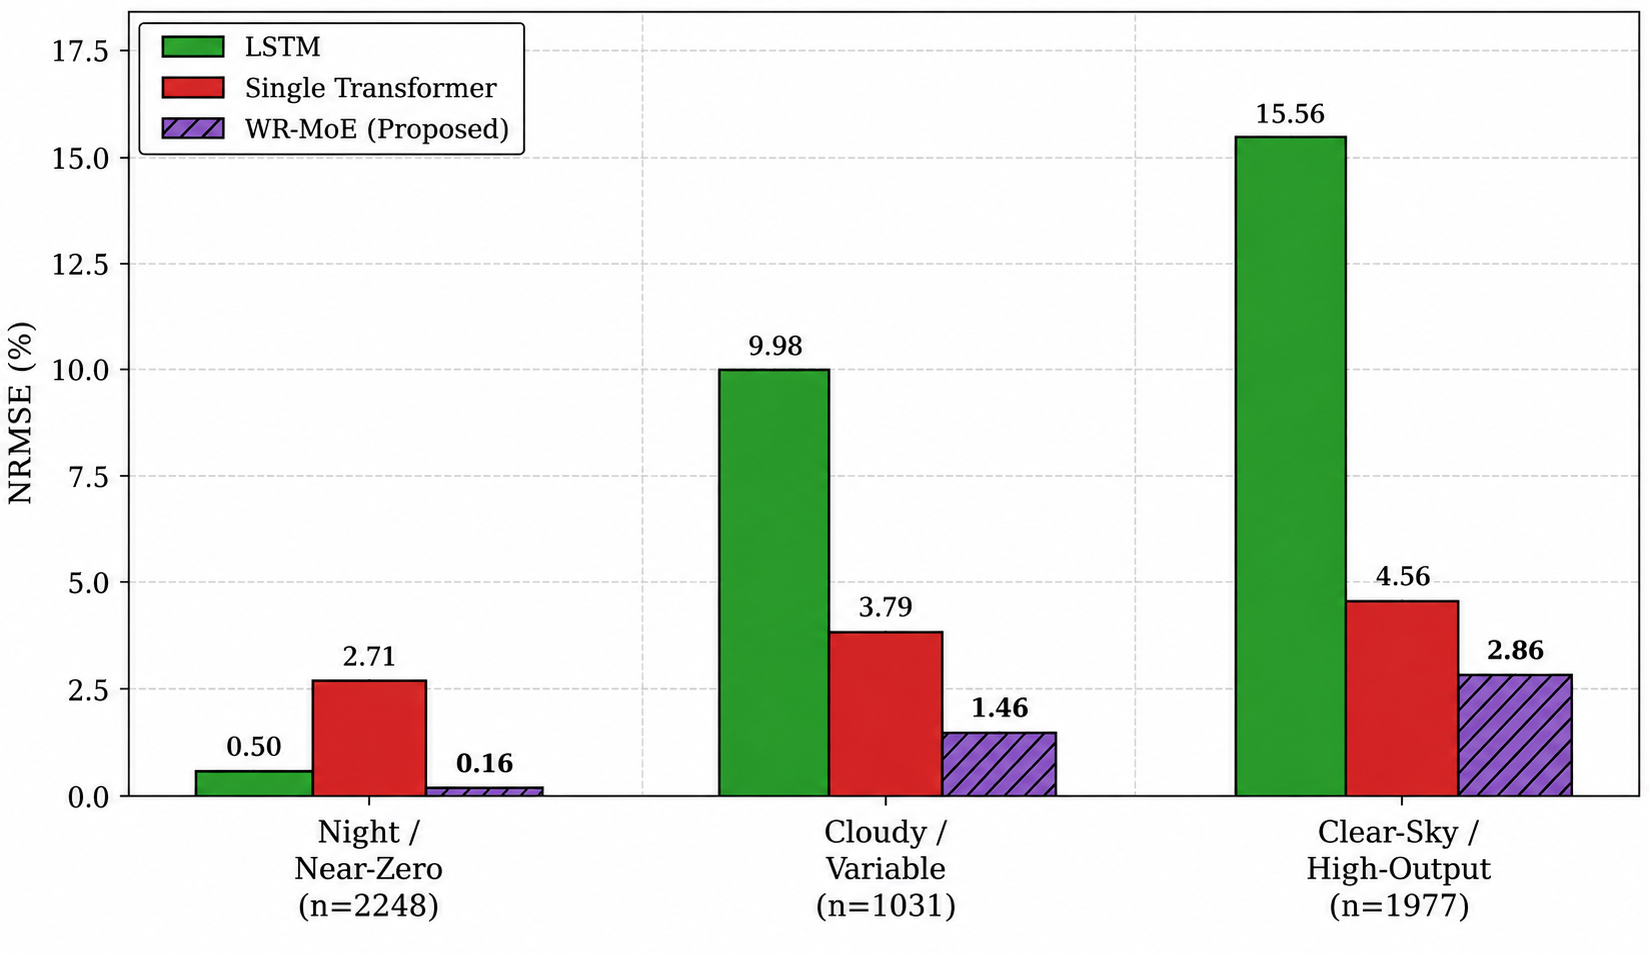 17.5
15.0
12.5
10.0
7.5
5.0
2.5
0.0
NRMSE (%)
LSTM
Single Transformer
WR-MoE (Proposed)
0.50
2.71
0.16
9.98
3.79
1.46
15.56
4.56
2.86
Night /
Near-Zero
(n=2248)
Cloudy /
Variable
(n=1031)
Clear-Sky /
High-Output
(n=1977)